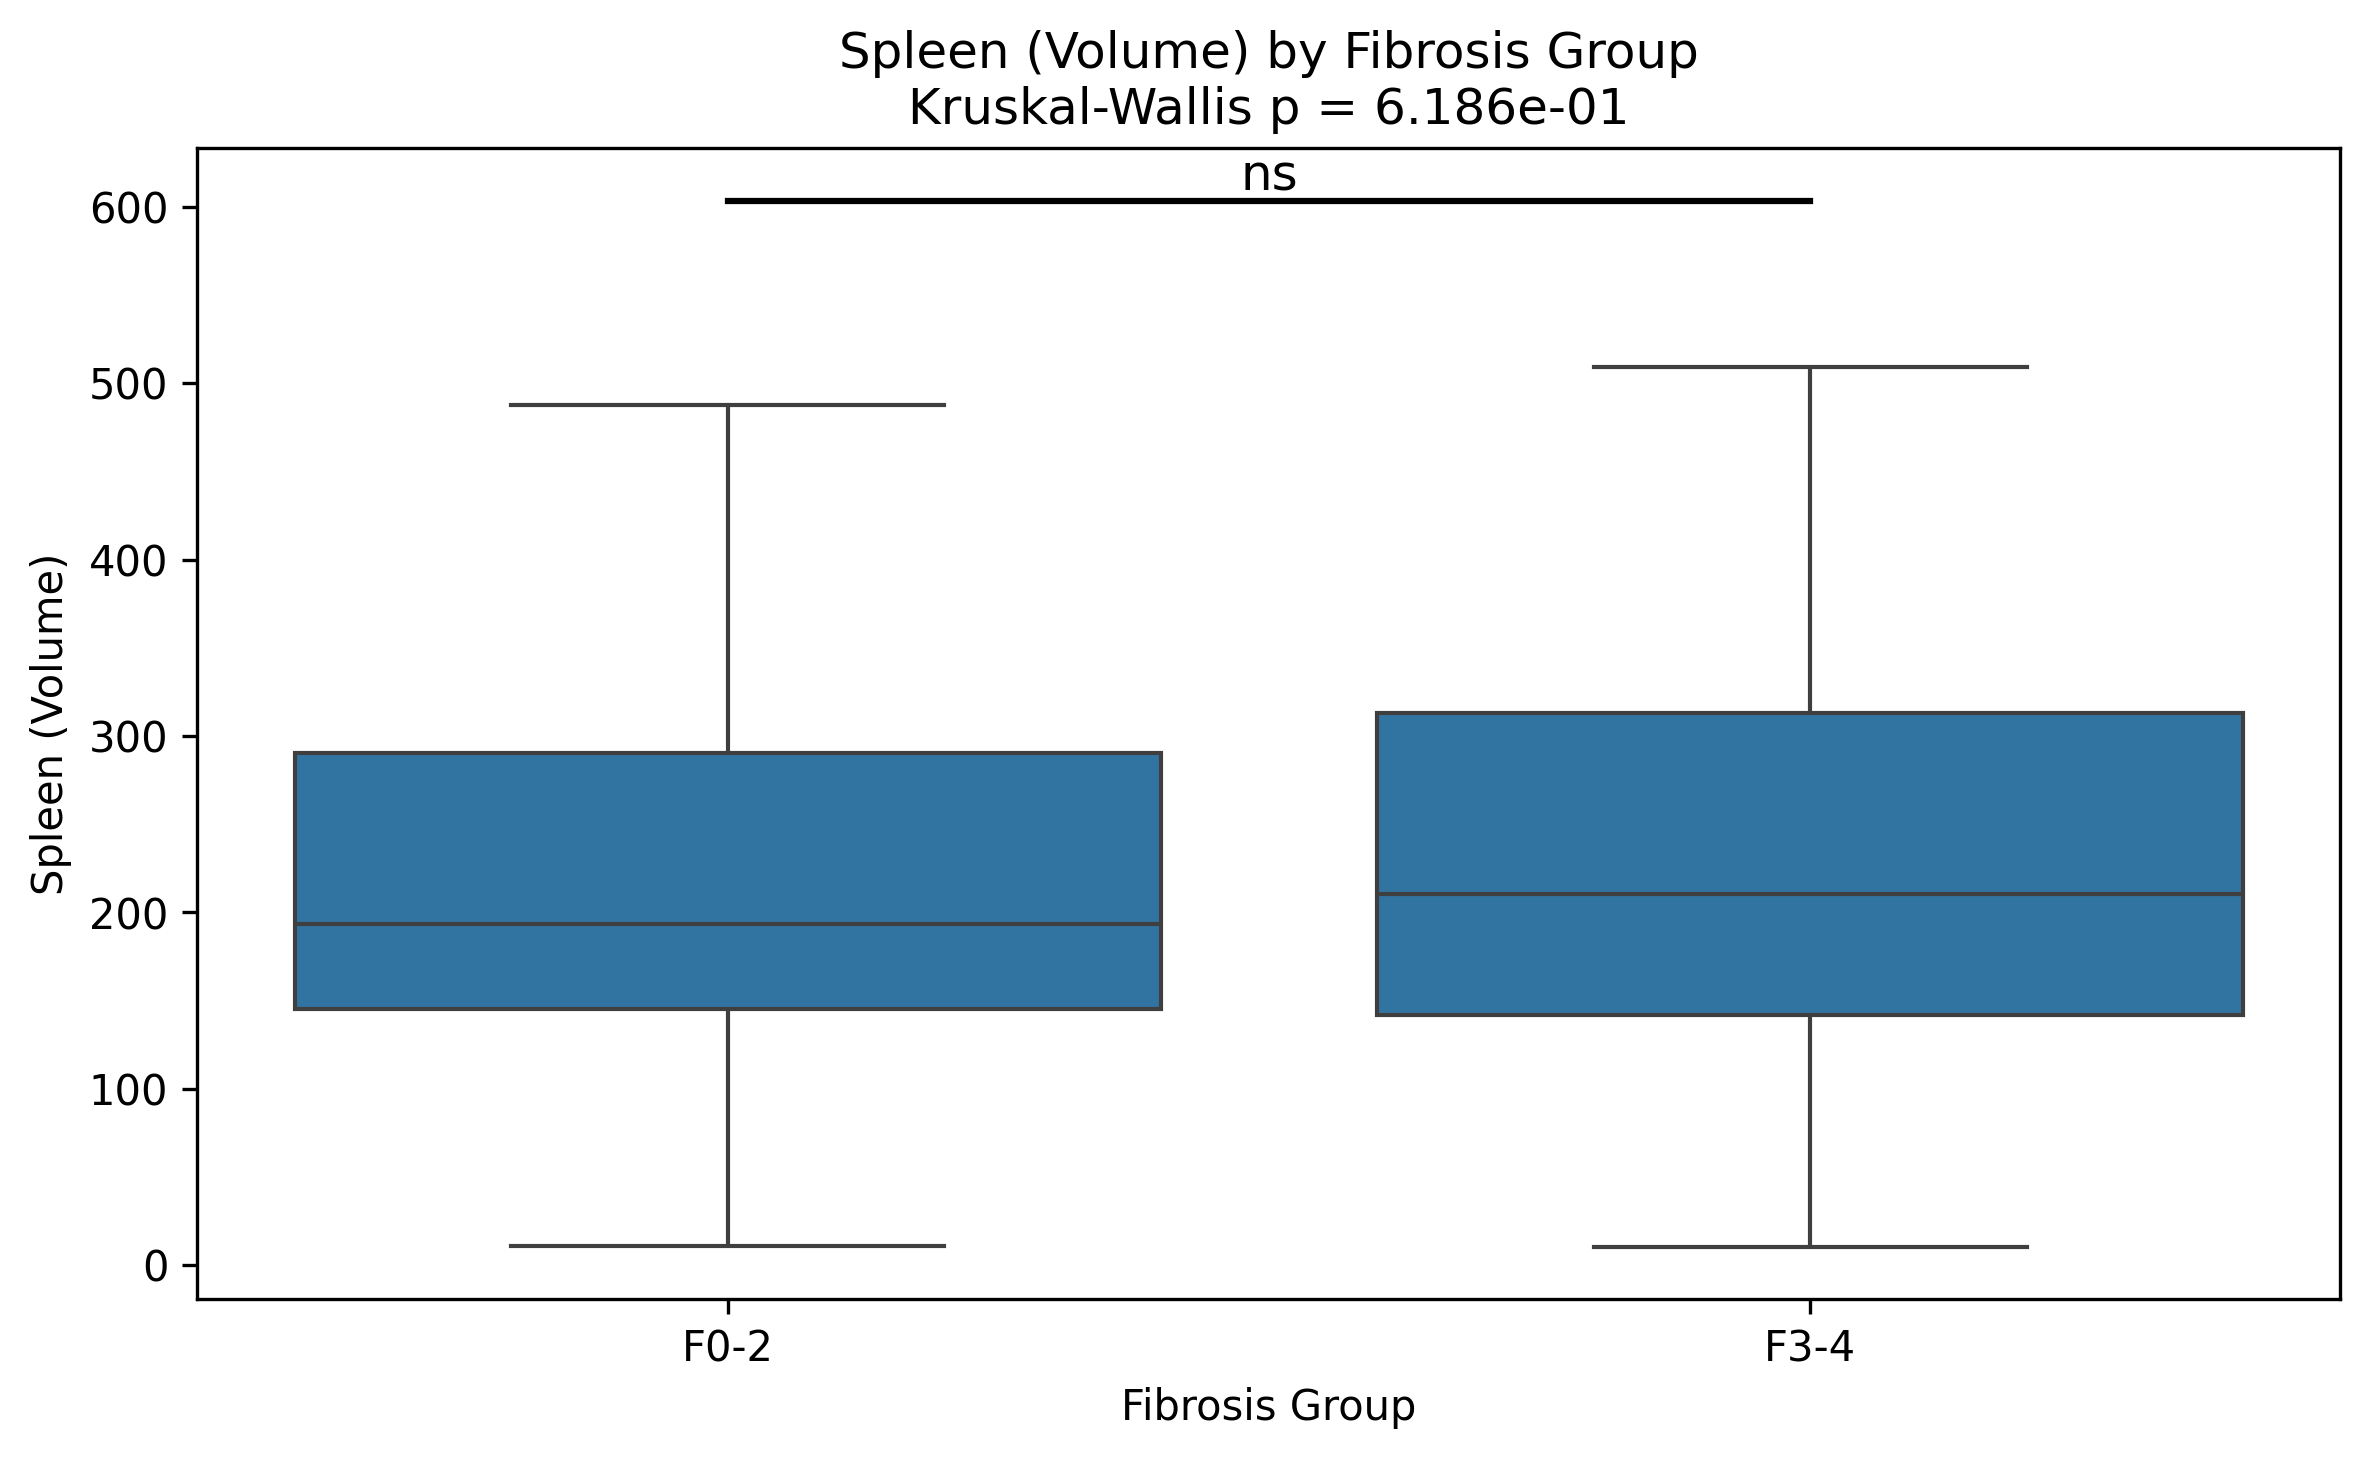 Spleen (Volume) by Fibrosis Group
Kruskal-Wallis p = 6.186e-01
ns
600
500
400
300
200
100
0
Spleen (Volume)
F0-2
F3-4
Fibrosis Group